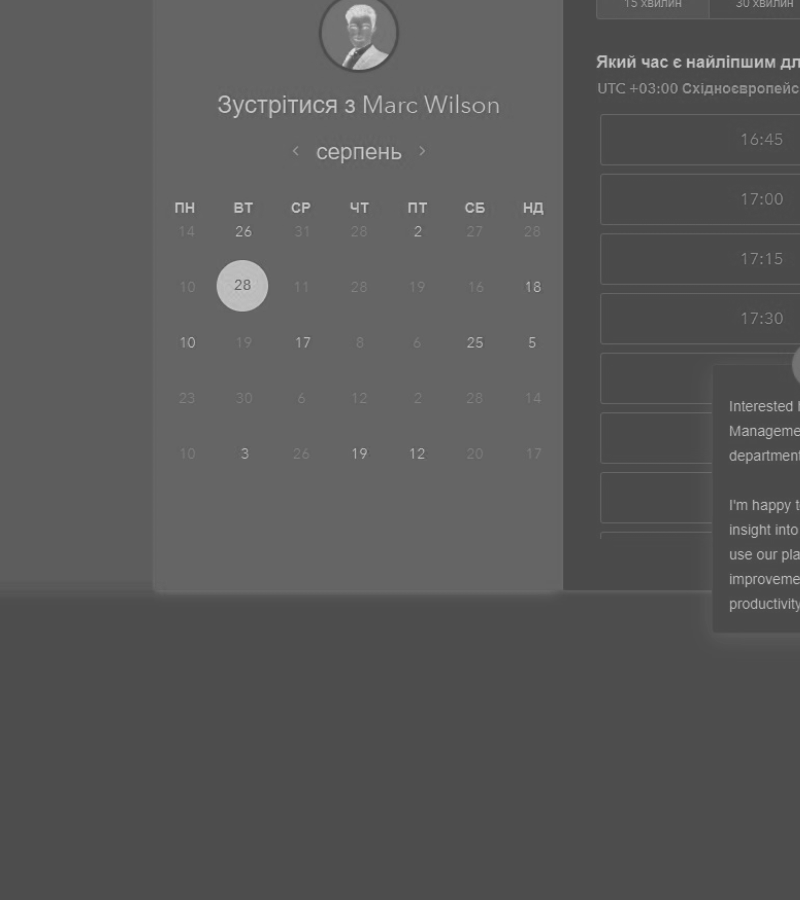 15 хвилин 30 хвилин
Зустрітися з Marc Wilson
серпень
ПН ВТ СР ЧТ ПТ СБ НД
14 26 31 28 2 27 28
10 28 11 28 19 16 18
10 19 17 8 6 25 5
23 30 6 12 2 28 14
10 3 26 19 12 20 17
Який час є найліпшим дл
UTC +03:00 Східноєвропейс
16:45
17:00
17:15
17:30
Interested
Manageme
department
I'm happy t
insight into
use our pla
improveme
productivity